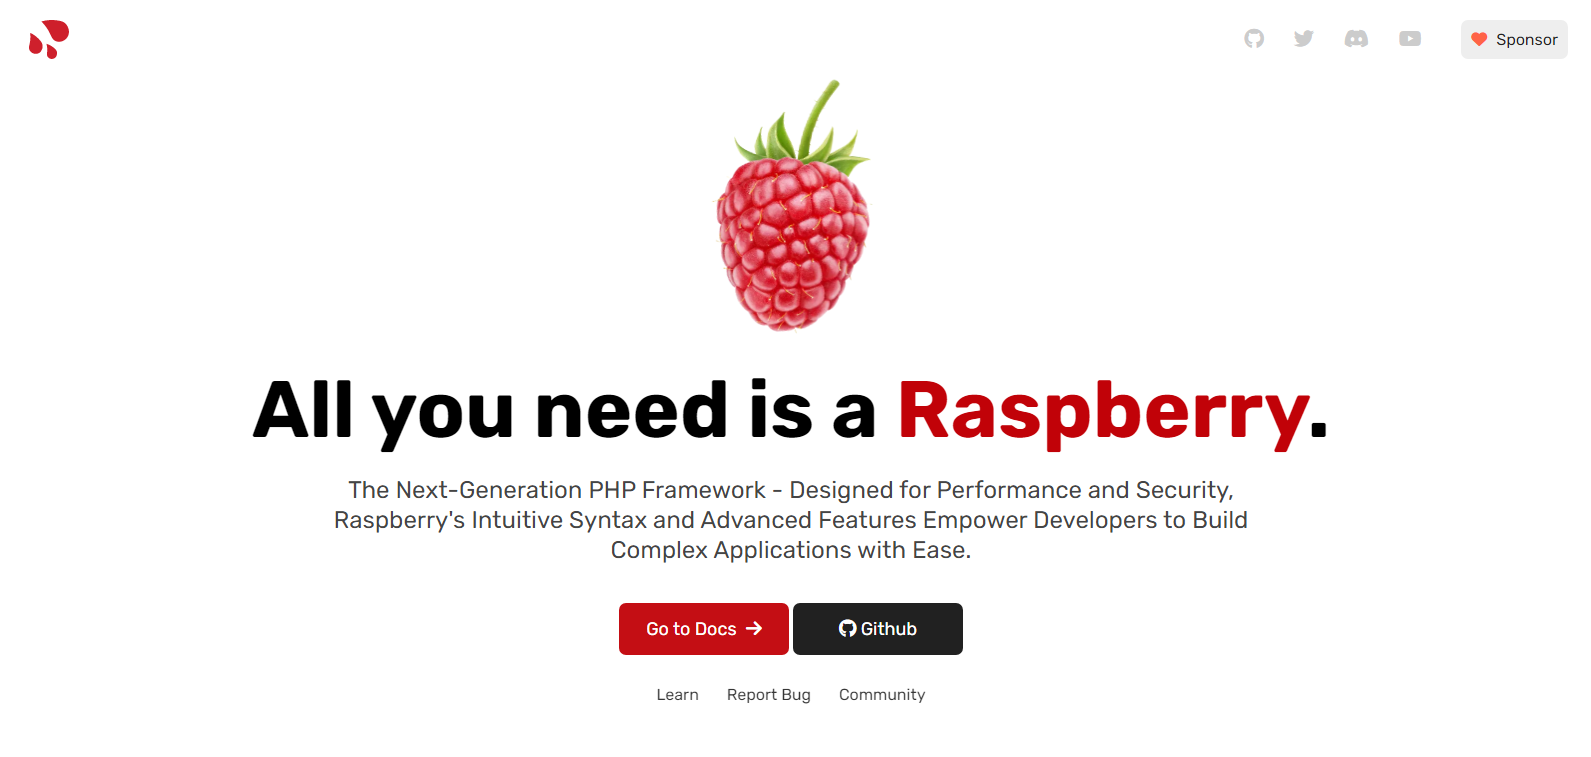 Sponsor
All you need is a Raspberry.
The Next-Generation PHP Framework - Designed for Performance and Security,
Raspberry's Intuitive Syntax and Advanced Features Empower Developers to Build
Complex Applications with Ease.
Go to Docs
Github
Learn
Report Bug
Community